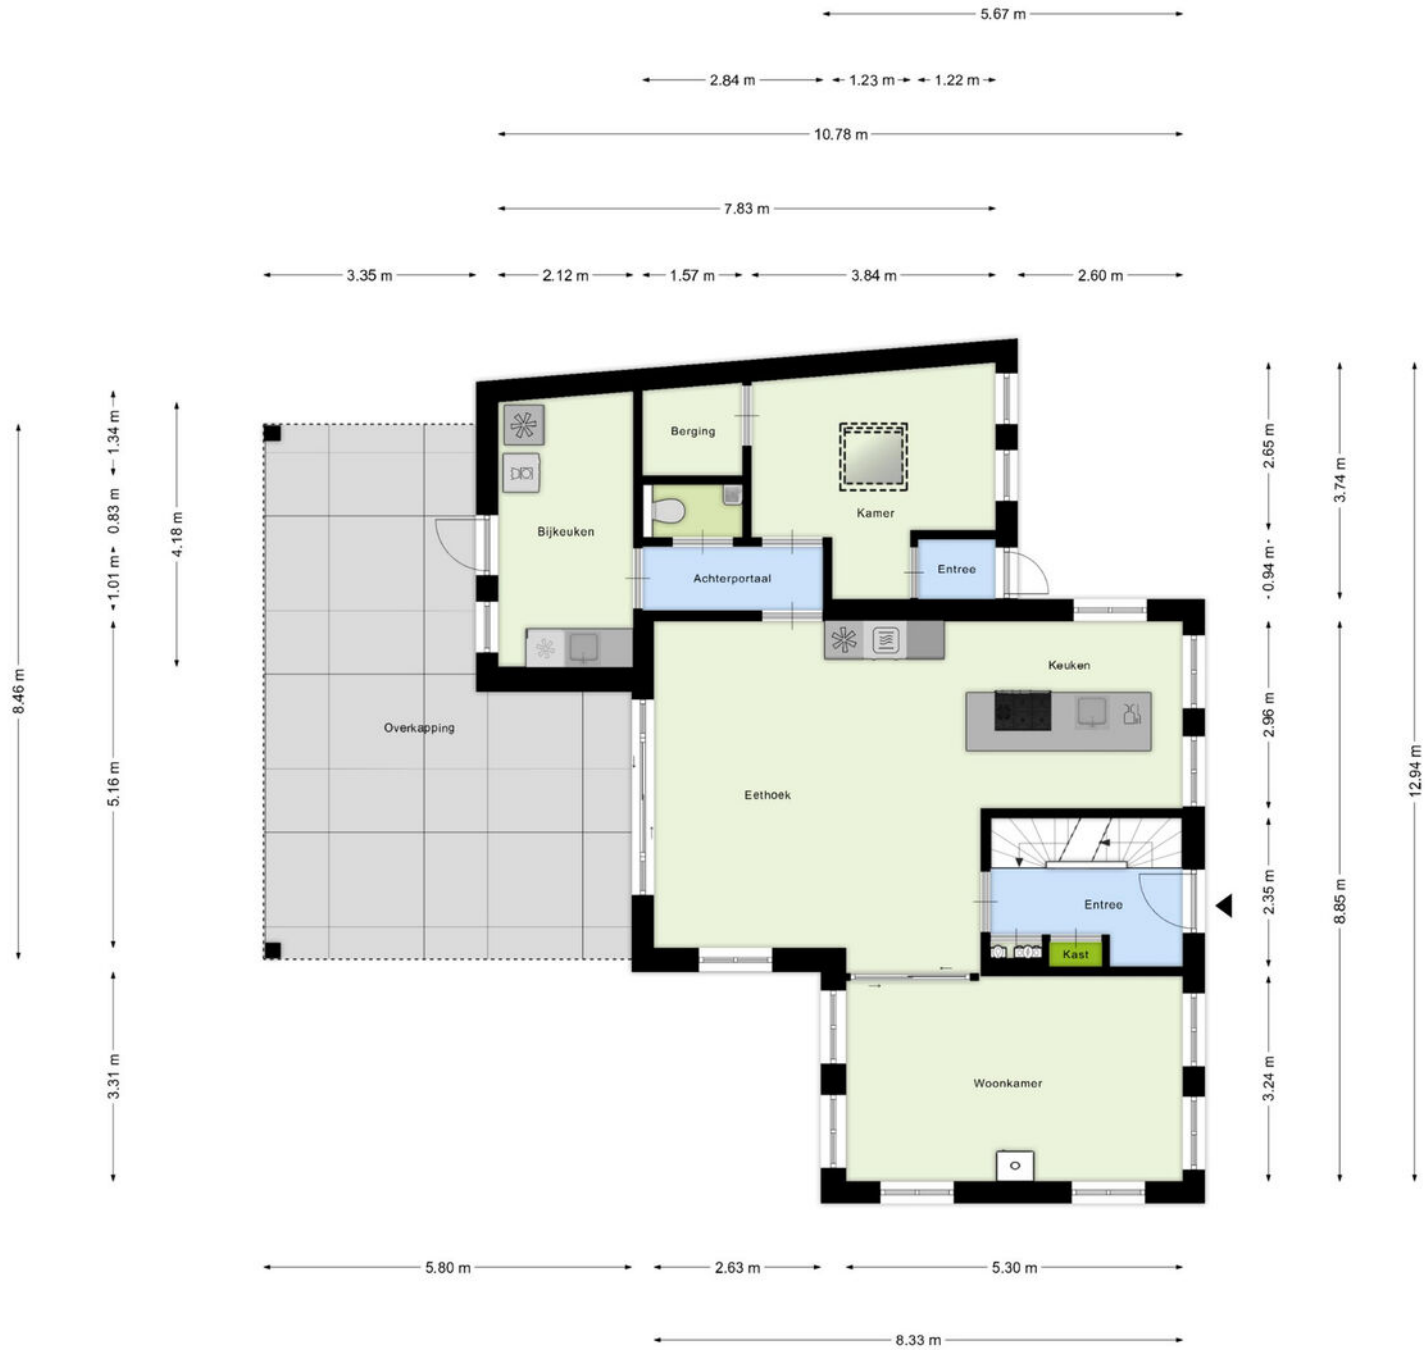 5.67 m
2.84 m
1.23 m
1.22 m
10.78 m
7.83 m
3.35 m
2.12 m
1.57 m
3.84 m
2.60 m
8.46 m
1.34 m
0.83 m
1.01 m
5.16 m
3.31 m
4.18 m
Berging
Kamer
Bijkeuken
Achterportaal
Entree
Keuken
Overkapping
Eethoek
Entree
Kast
Woonkamer
2.65 m
0.94 m
2.96 m
2.35 m
3.24 m
3.74 m
8.85 m
12.94 m
5.80 m
2.63 m
5.30 m
8.33 m